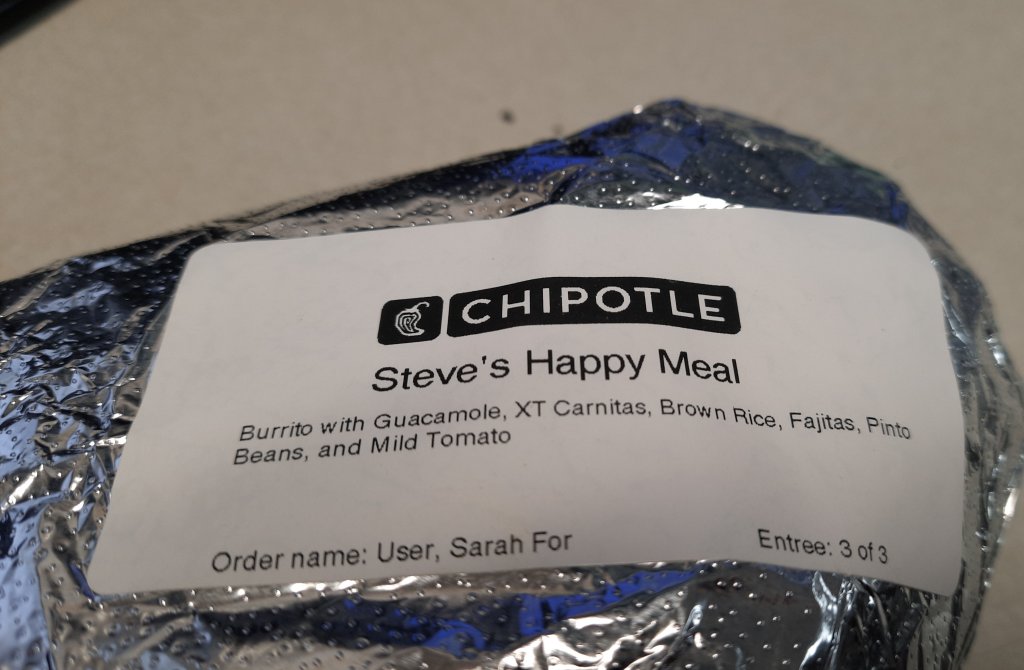 CHIPOTLE
Steve's Happy Meal
Burrito with Guacamole, XT Carnitas, Brown Rice, Fajitas, Pinto
Beans, and Mild Tomato
Order name: User, Sarah For
Entree: 3 of 3